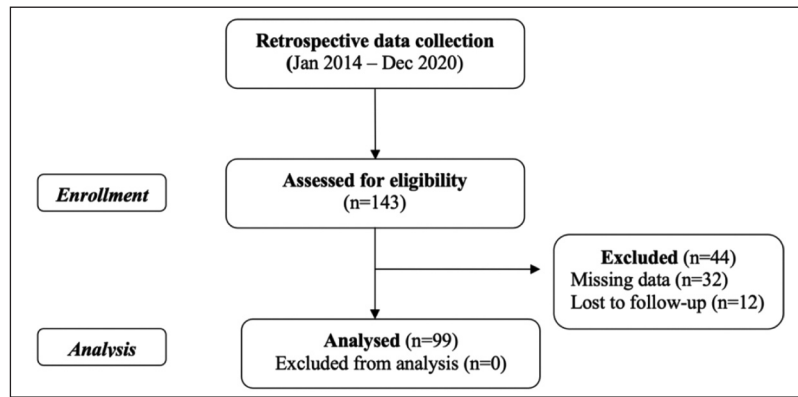 Retrospective data collection
(Jan 2014 – Dec 2020)
Enrollment
Assessed for eligibility
(n=143)
Excluded (n=44)
Missing data (n=32)
Lost to follow-up (n=12)
Analysis
Analysed (n=99)
Excluded from analysis (n=0)